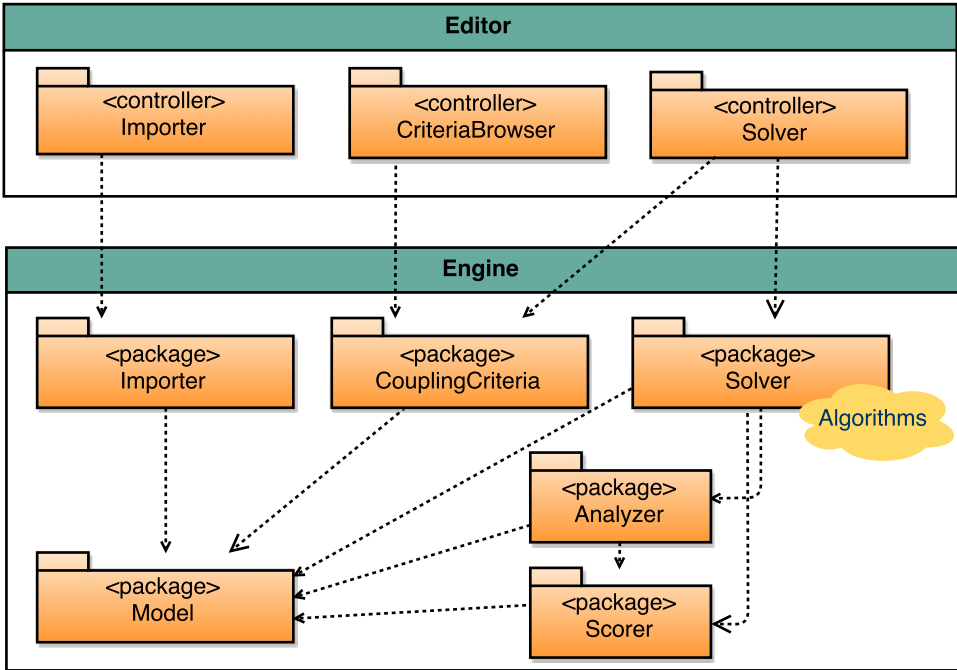 Editor
<controller>
Importer
<controller>
CriteriaBrowser
<controller>
Solver
Engine
<package>
Importer
<package>
CouplingCriteria
<package>
Solver
Algorithms
<package>
Analyzer
<package>
Model
<package>
Scorer